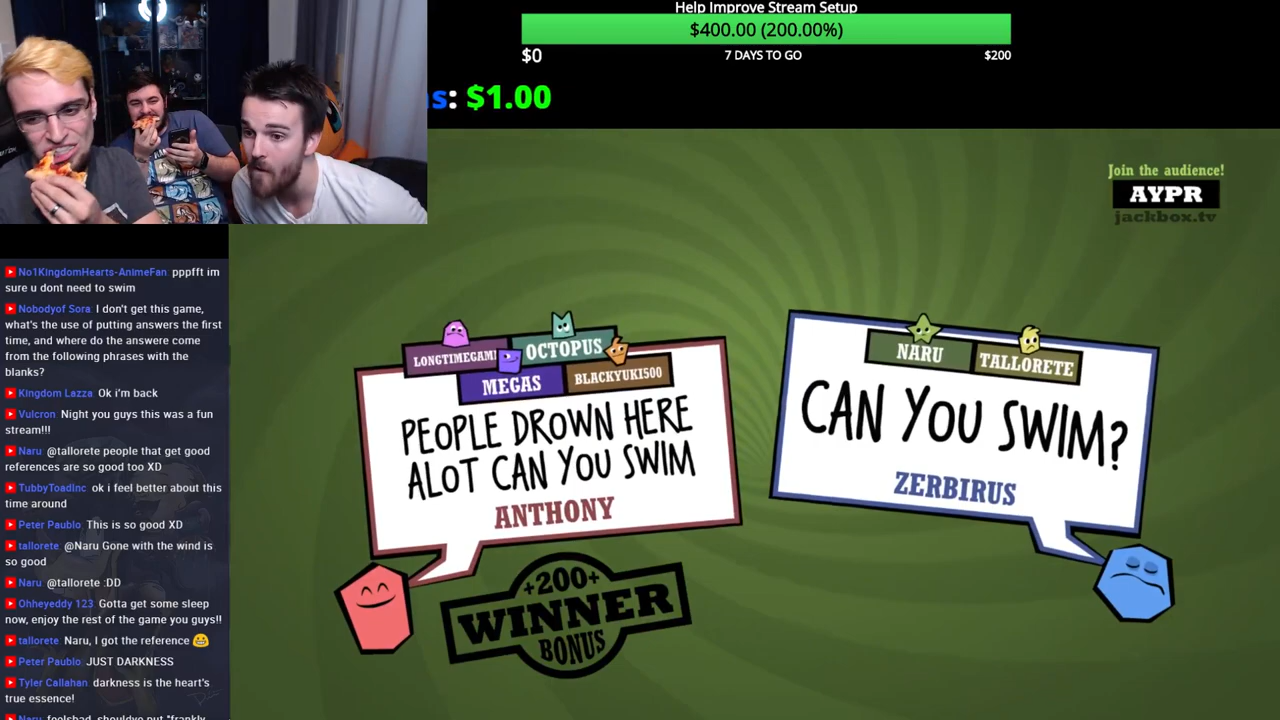 Help Improve Stream Setup
$400.00 (200.00%)
$0
7 DAYS TO GO
$200
s: $1.00
Join the audience!
AYPR
jackbox.tv
No1KingdomHearts-AnimeFan: pppfft im
sure u dont need to swim
Nobodyof Sora: I don't get this game,
what's the use of putting answers the first
time, and where do the answere come
from the following phrases with the
blanks?
Kingdom Lazza: Ok i'm back
Vulcron: Night you guys this was a fun
stream!!!
Naru: @tallorete people that get good
references are so good too XD
TubbyToadInc: ok i feel better about this
time around
Peter Paublo: This is so good XD
tallorete: @Naru Gone with the wind is
so good
Naru: @tallorete :DD
Ohheyeddy 123: Gotta get some sleep
now, enjoy the rest of the game you guys!!
tallorete: Naru, I got the reference
Peter Paublo: JUST DARKNESS
Tyler Callahan: darkness is the heart's
true essence!
Naru: feelsbad, shouldve put "frankly
LONGTIMEGAM
OCTOPUS
MEGAS
BLACKYUKI500
PEOPLE DROWN HERE
ALOT CAN YOU SWIM
ANTHONY
+200+
WINNER
BONUS
NARU
TALLORETE
CAN YOU SWIM?
ZERBIRUS